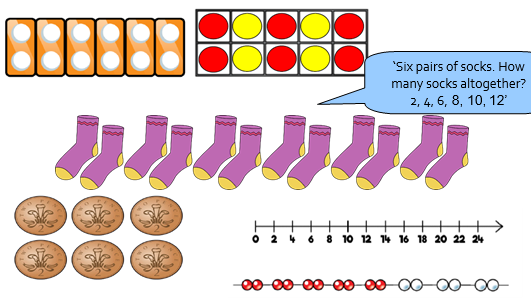 ‘Six pairs of socks. How
many socks altogether?
2, 4, 6, 8, 10, 12’
0 2 4 6 8 10 12 14 16 18 20 22 24